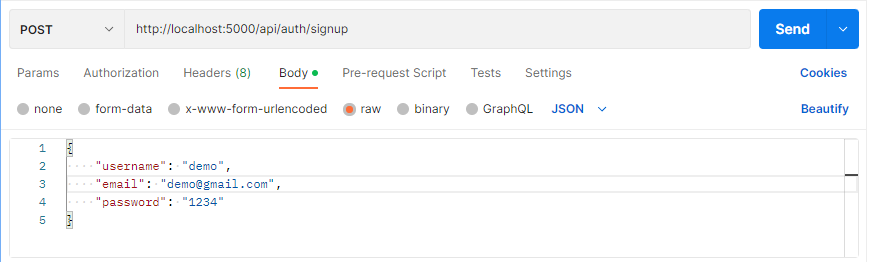 POST http://localhost:5000/api/auth/signup Send
Params Authorization Headers (8) Body Pre-request Script Tests Settings Cookies
none form-data x-www-form-urlencoded raw binary GraphQL JSON Beautify
1 {
2 "username": "demo",
3 "email": "demo@gmail.com",
4 "password": "1234"
5 }